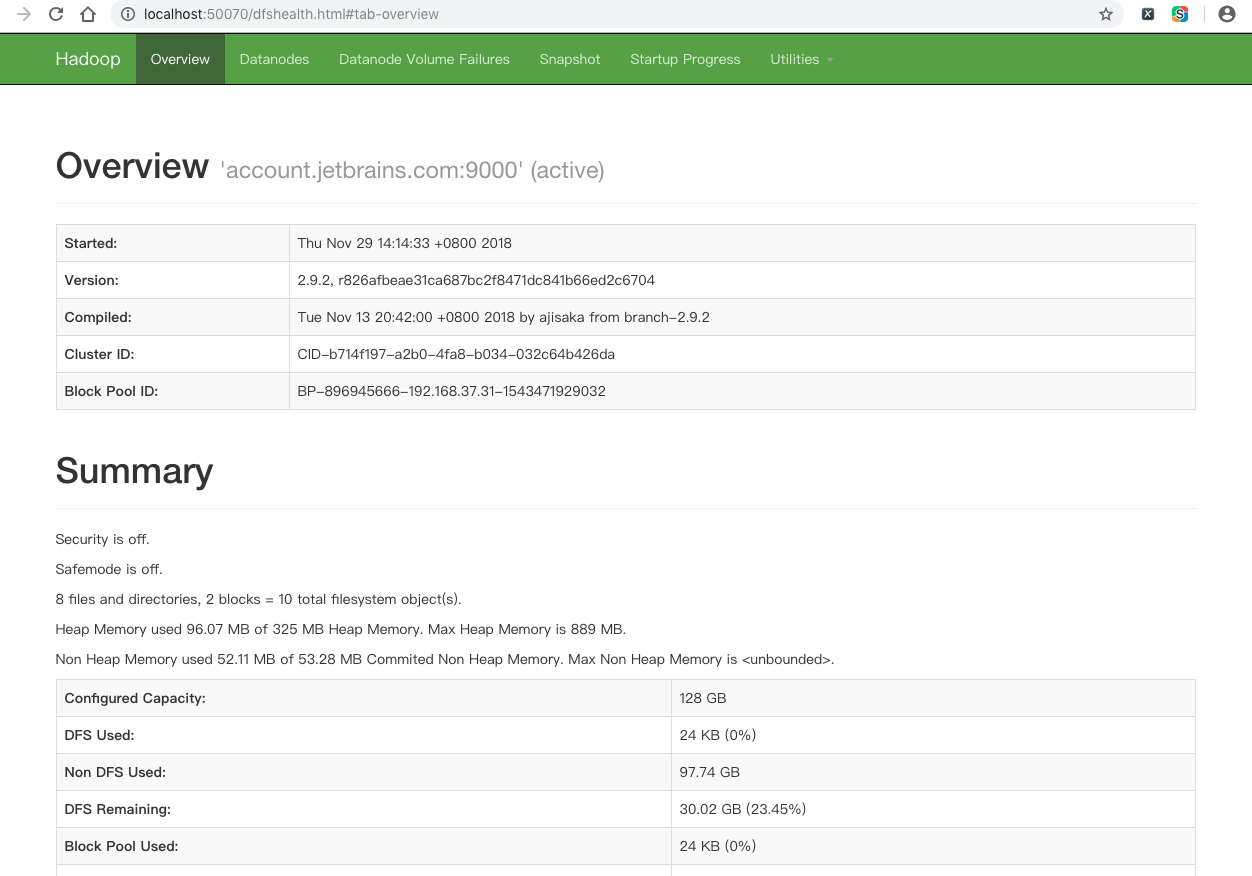 localhost:50070/dfshealth.html#tab-overview
Hadoop Overview Datanodes Datanode Volume Failures Snapshot Startup Progress Utilities
Overview 'account.jetbrains.com:9000' (active)
Started: Thu Nov 29 14:14:33 +0800 2018
Version: 2.9.2, r826afbeae31ca687bc2f8471dc841b66ed2c6704
Compiled: Tue Nov 13 20:42:00 +0800 2018 by ajisaka from branch-2.9.2
Cluster ID: CID-b714f197-a2b0-4fa8-b034-032c64b426da
Block Pool ID: BP-896945666-192.168.37.31-1543471929032
Summary
Security is off.
Safemode is off.
8 files and directories, 2 blocks = 10 total filesystem object(s).
Heap Memory used 96.07 MB of 325 MB Heap Memory. Max Heap Memory is 889 MB.
Non Heap Memory used 52.11 MB of 53.28 MB Commited Non Heap Memory. Max Non Heap Memory is <unbounded>.
Configured Capacity: 128 GB
DFS Used: 24 KB (0%)
Non DFS Used: 97.74 GB
DFS Remaining: 30.02 GB (23.45%)
Block Pool Used: 24 KB (0%)